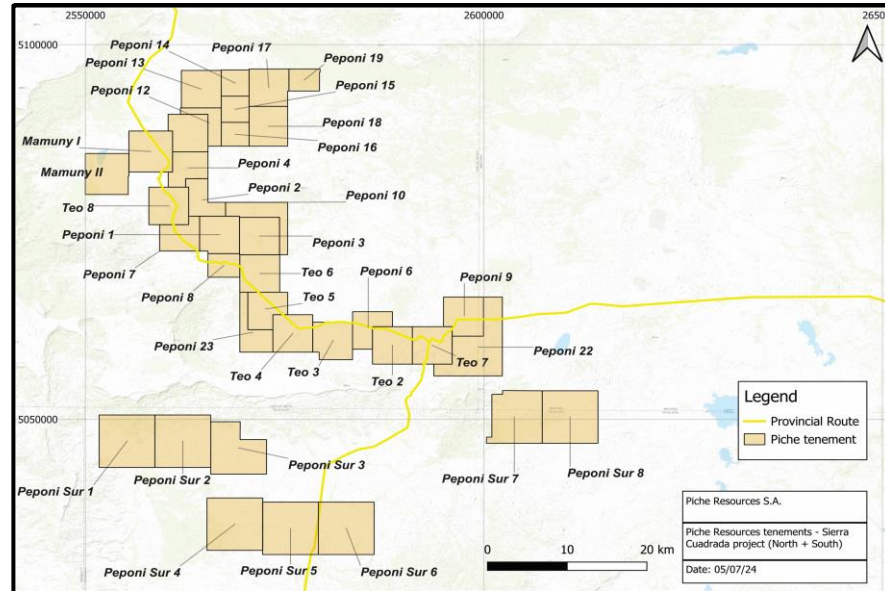 2550000
2600000
2650
5100000
Peponi 14
Peponi 17
Peponi 13
Peponi 19
Peponi 12
Peponi 15
Peponi 18
Peponi 16
Mamuny I
Peponi 4
Mamuny II
Peponi 2
Peponi 10
Teo 8
Peponi 1
Peponi 3
Peponi 7
Peponi 8
Teo 6
Peponi 6
Peponi 9
Teo 5
Peponi 23
Peponi 22
Teo 4
Teo 3
Teo 2
Teo 7
5050000
Legend
Provincial Route
Piche tenement
Peponi Sur 1
Peponi Sur 2
Peponi Sur 3
Peponi Sur 7
Peponi Sur 8
Peponi Sur 4
Peponi Sur 5
Peponi Sur 6
0 10 20 km
Piche Resources S.A.
Piche Resources tenements - Sierra
Cuadrada project (North + South)
Date: 05/07/24